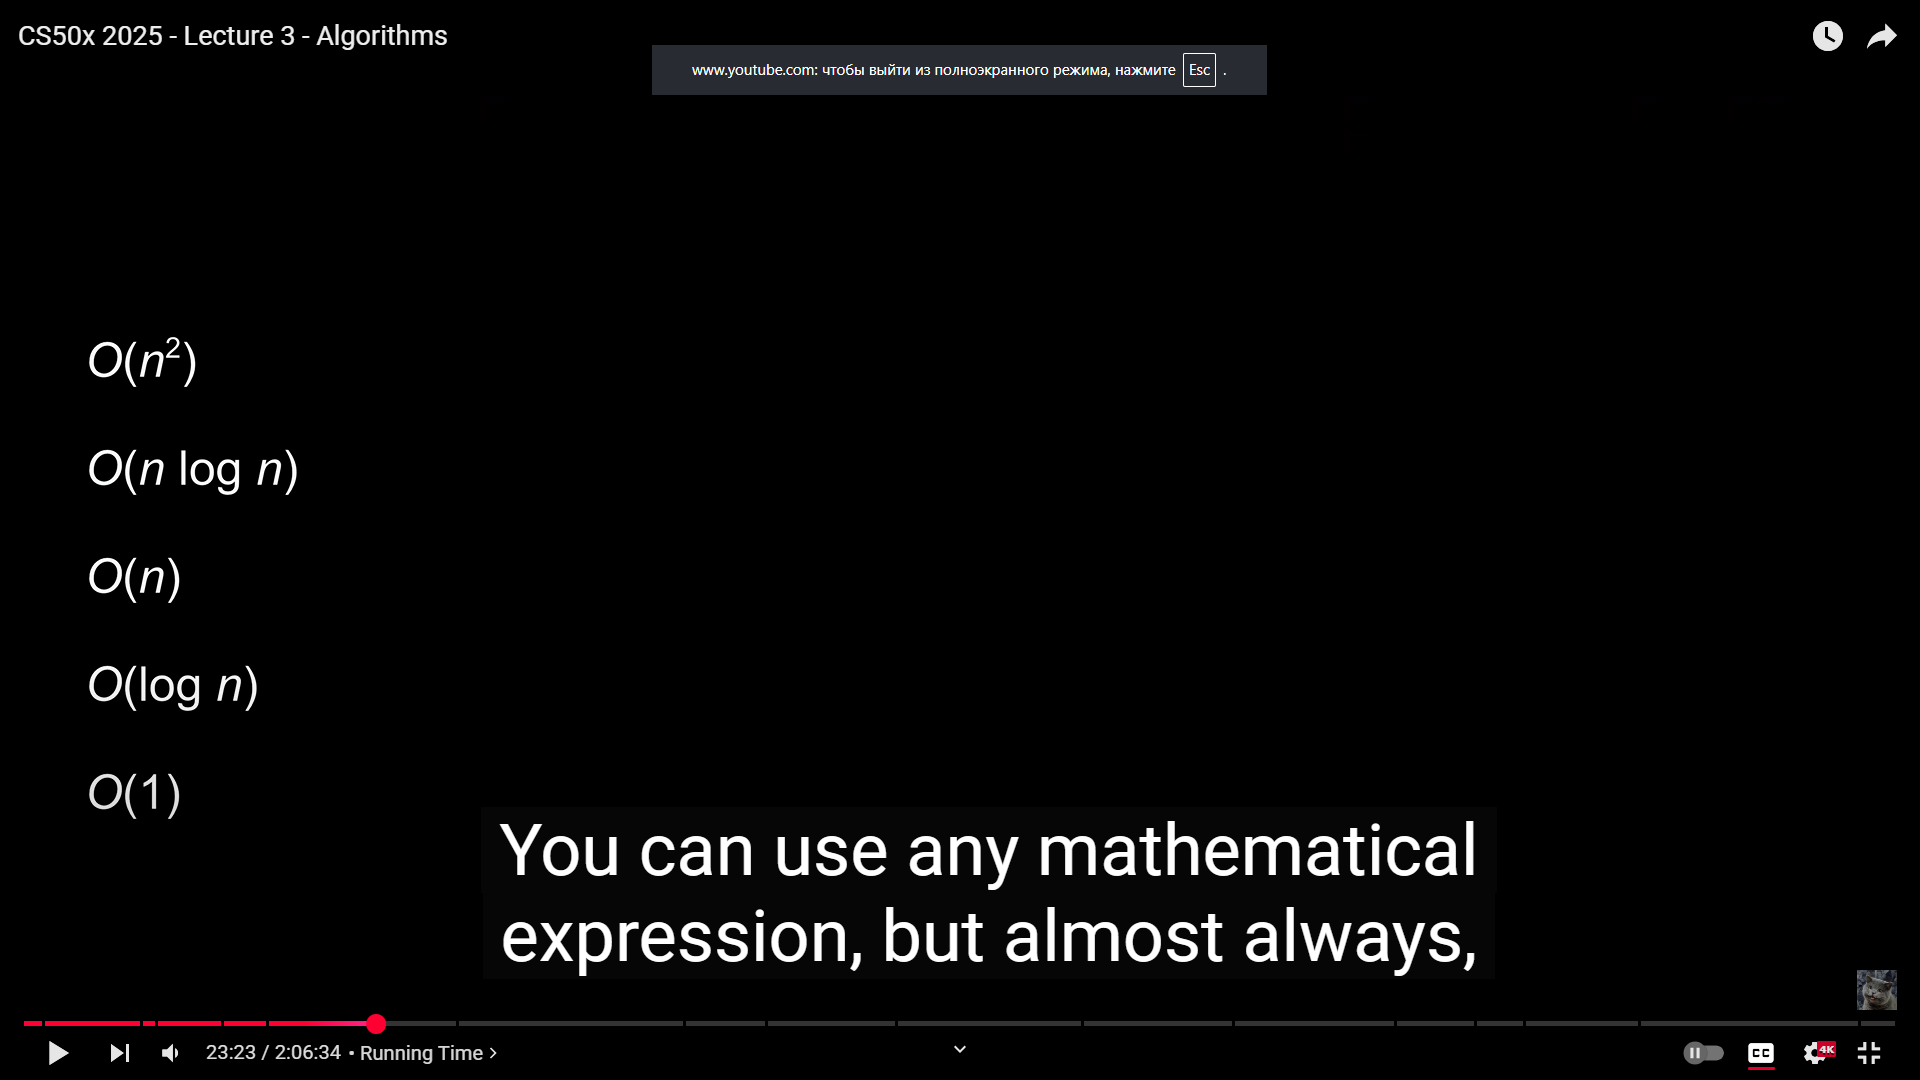 CS50x 2025 - Lecture 3 - Algorithms
www.youtube.com: чтобы выйти из полноэкранного режима, нажмите Esc .
O(n²)
O(n log n)
O(n)
O(log n)
O(1)
You can use any mathematical
expression, but almost always,
23:23 / 2:06:34 • Running Time >
CC
4K